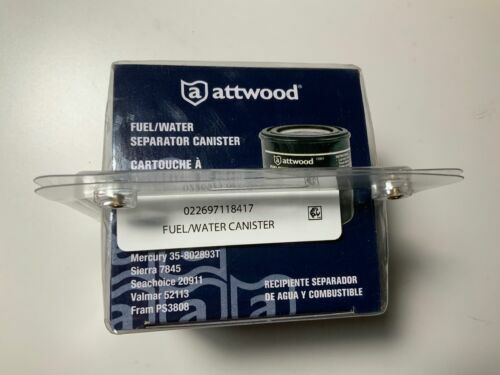 attwood
FUEL/WATER
SEPARATOR CANISTER
CARTOUCHE À
attwood
022697118417
FUEL/WATER CANISTER
Mercury 35-802893T
Sierra 7845
Seachoice 20911
Valmar 52113
Fram PS3808
RECIPIENTE SEPARADOR
DE AGUA Y COMBUSTIBLE